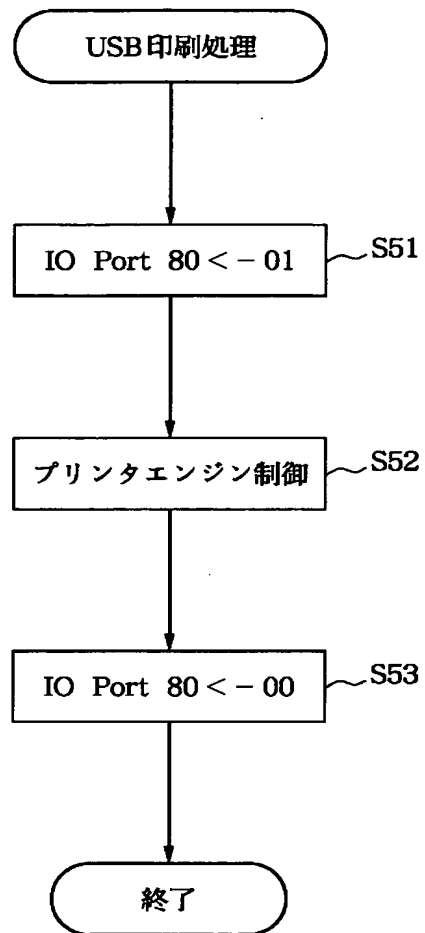 USB印刷処理
IO Port 80 < - 01
S51
プリンタエンジン制御
S52
IO Port 80 < - 00
S53
終了